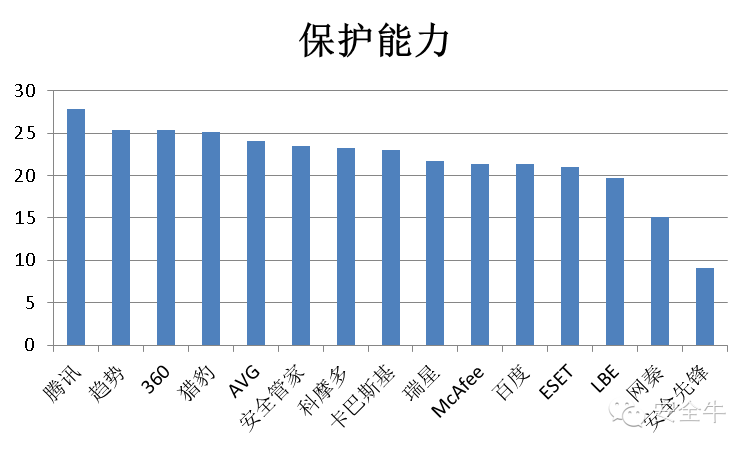 保护能力
30
25
20
15
10
5
0
腾讯
趋势
360
猎豹
AVG
安全管家
科摩多
卡巴斯基
瑞星
McAfee
百度
ESET
LBE
网秦
安全先锋
安全牛